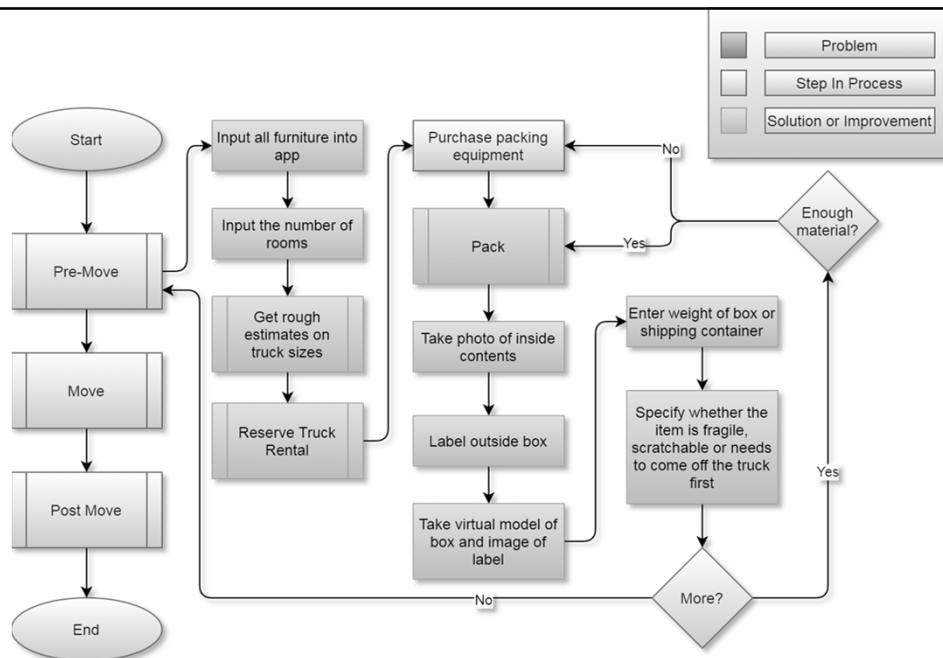 Problem
Step In Process
Solution or Improvement
Start
Pre-Move
Move
Post Move
End
Input all furniture into
app
Input the number of
rooms
Get rough
estimates on
truck sizes
Reserve Truck
Rental
Purchase packing
equipment
Pack
Take photo of inside
contents
Label outside box
Take virtual model of
box and image of
label
Enter weight of box or
shipping container
Specify whether the
item is fragile,
scratchable or needs
to come off the truck
first
More?
No
Yes
Enough
material?
No
Yes